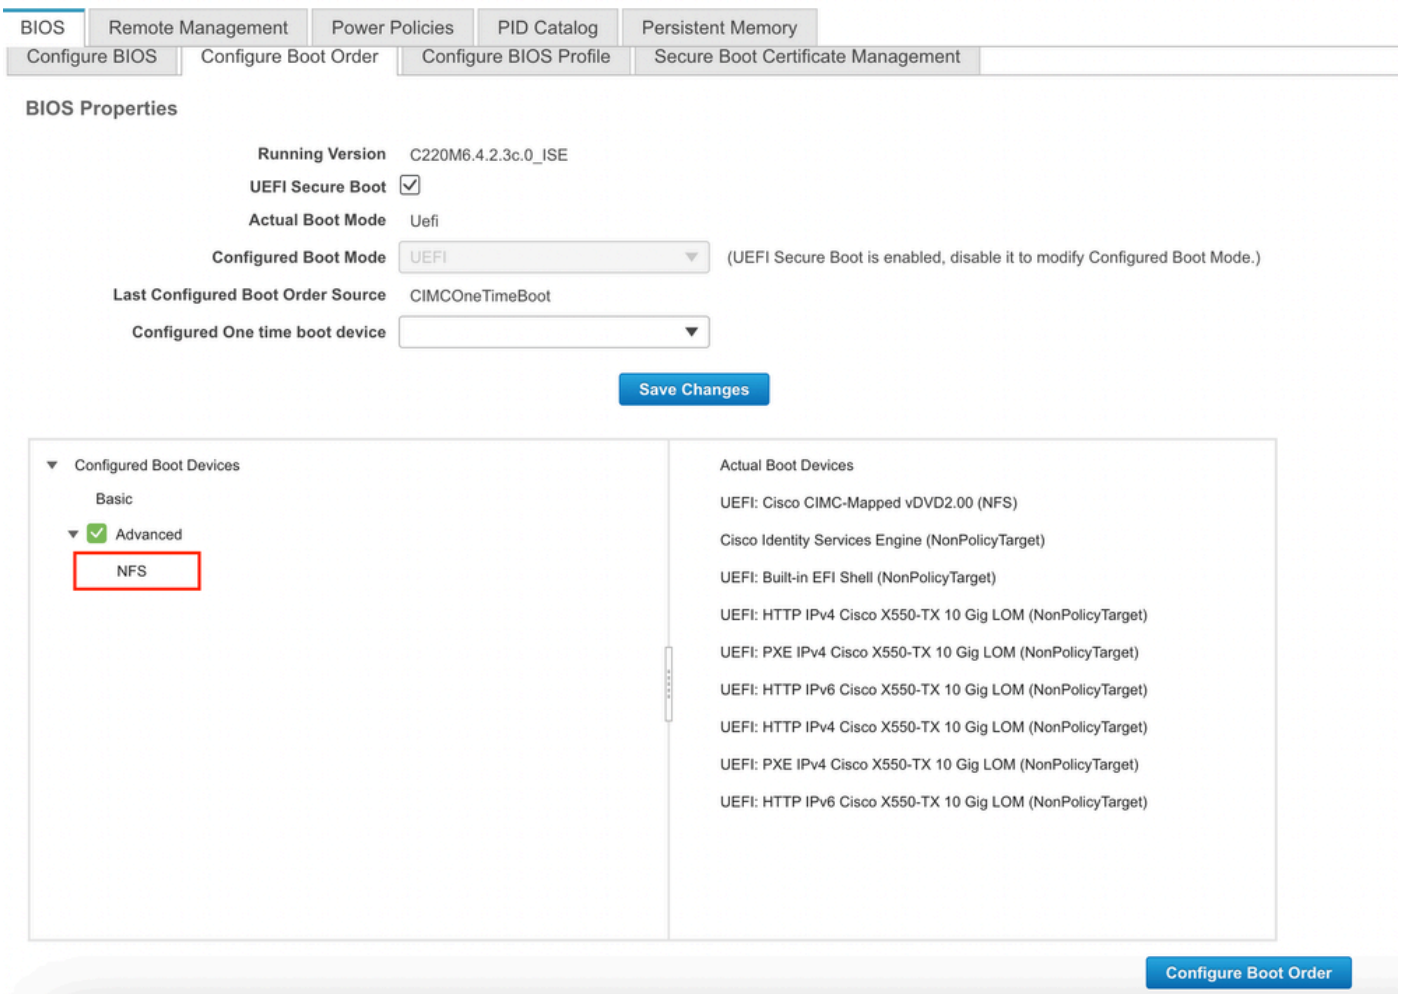 BIOS Remote Management Power Policies PID Catalog Persistent Memory
Configure BIOS Configure Boot Order Configure BIOS Profile Secure Boot Certificate Management
BIOS Properties
Running Version C220M6.4.2.3c.0_ISE
UEFI Secure Boot
Actual Boot Mode Uefi
Configured Boot Mode UEFI (UEFI Secure Boot is enabled, disable it to modify Configured Boot Mode.)
Last Configured Boot Order Source CIMCOneTimeBoot
Configured One time boot device
Save Changes
Configured Boot Devices
Basic
Advanced
NFS
Actual Boot Devices
UEFI: Cisco CIMC-Mapped vDVD2.00 (NFS)
Cisco Identity Services Engine (NonPolicyTarget)
UEFI: Built-in EFI Shell (NonPolicyTarget)
UEFI: HTTP IPv4 Cisco X550-TX 10 Gig LOM (NonPolicyTarget)
UEFI: PXE IPv4 Cisco X550-TX 10 Gig LOM (NonPolicyTarget)
UEFI: HTTP IPv6 Cisco X550-TX 10 Gig LOM (NonPolicyTarget)
UEFI: HTTP IPv4 Cisco X550-TX 10 Gig LOM (NonPolicyTarget)
UEFI: PXE IPv4 Cisco X550-TX 10 Gig LOM (NonPolicyTarget)
UEFI: HTTP IPv6 Cisco X550-TX 10 Gig LOM (NonPolicyTarget)
Configure Boot Order